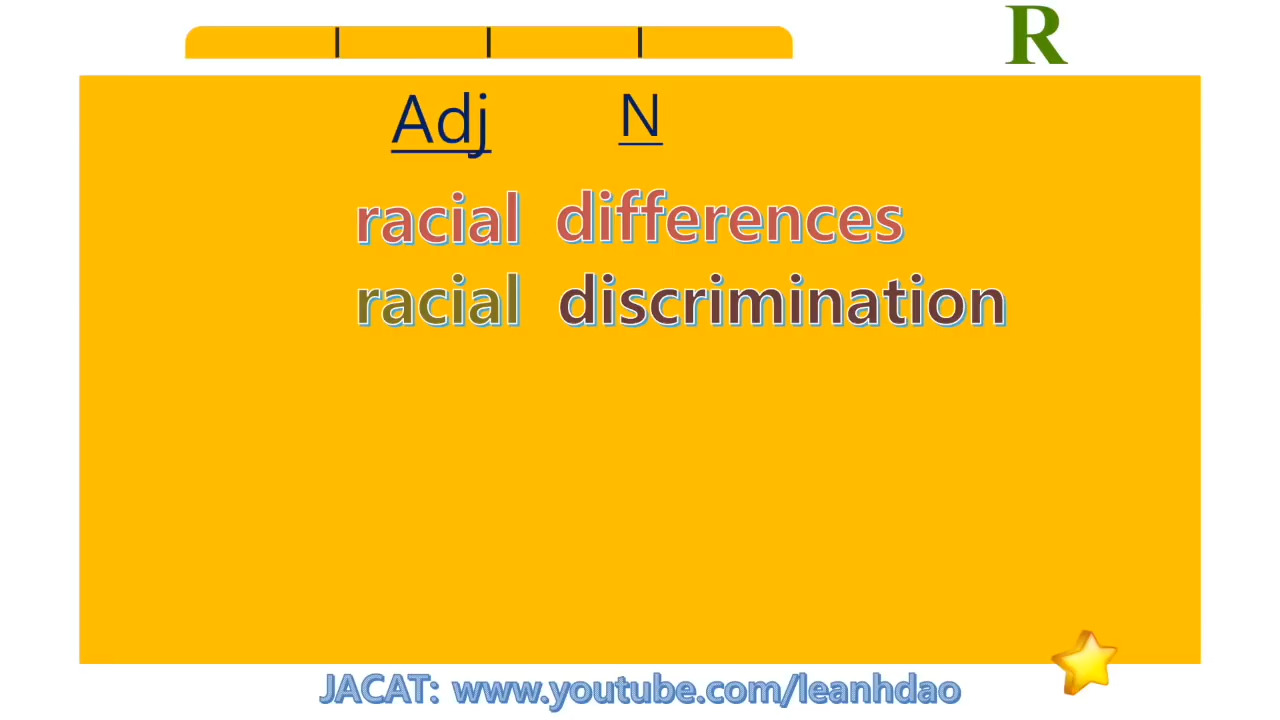 R
Adj N
racial differences
racial discrimination
JACAT: www.youtube.com/leanhdao